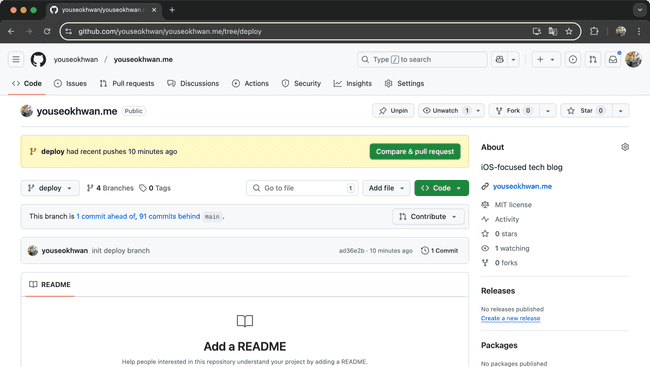 youseokhwan/youseokhwan.
github.com/youseokhwan/youseokhwan.me/tree/deploy
youseokhwan / youseokhwan.me
Type / to search
Code
Issues
Pull requests
Discussions
Actions
Security
Insights
Settings
youseokhwan.me Public
Unpin
Unwatch 1
Fork 0
Star 0
deploy had recent pushes 10 minutes ago
Compare & pull request
deploy
4 Branches
0 Tags
Go to file t
Add file
Code
This branch is 1 commit ahead of, 91 commits behind main .
Contribute
youseokhwan init deploy branch
ad36e2b · 10 minutes ago
1 Commit
README
Add a README
Help people interested in this repository understand your project by adding a README.
About
iOS-focused tech blog
youseokhwan.me
MIT license
Activity
0 stars
1 watching
0 forks
Releases
No releases published
Create a new release
Packages
No packages published